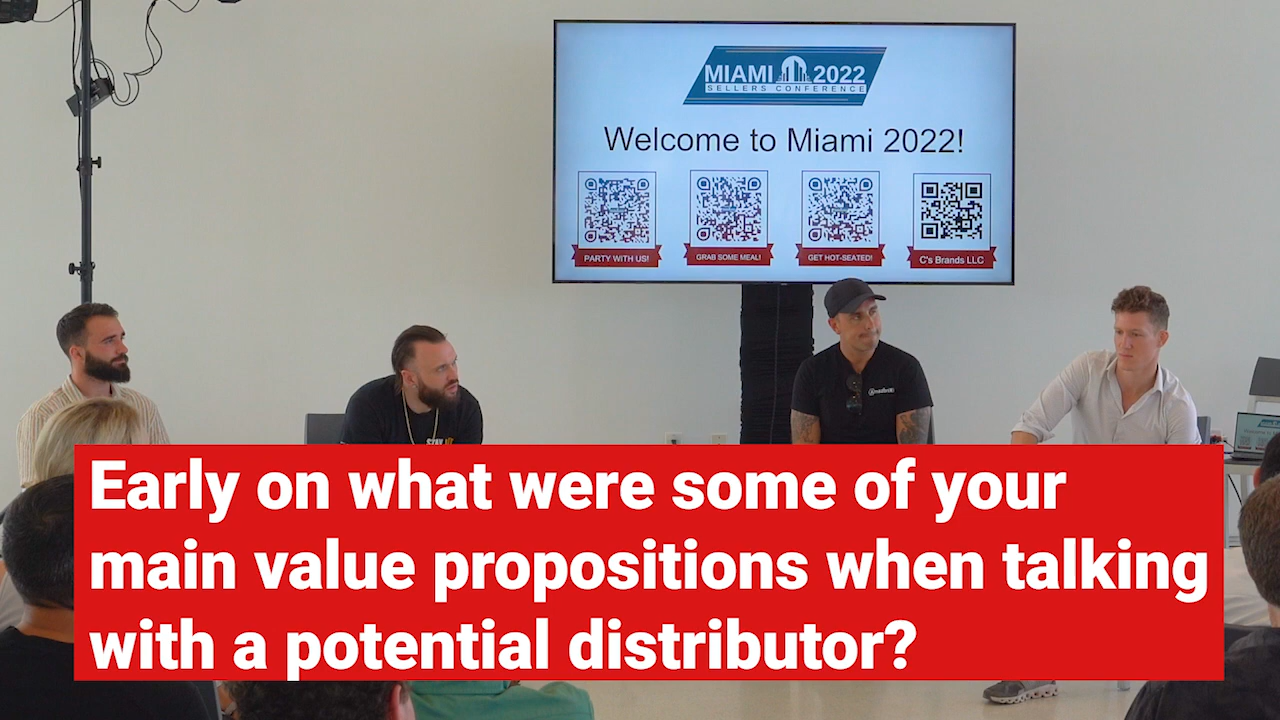 MIAMI 2022
SELLERS CONFERENCE
Welcome to Miami 2022!
PARTY WITH US!
GRAB SOME MEAL!
GET HOT-SEATED!
C's Brands LLC
Early on what were some of your
main value propositions when talking
with a potential distributor?